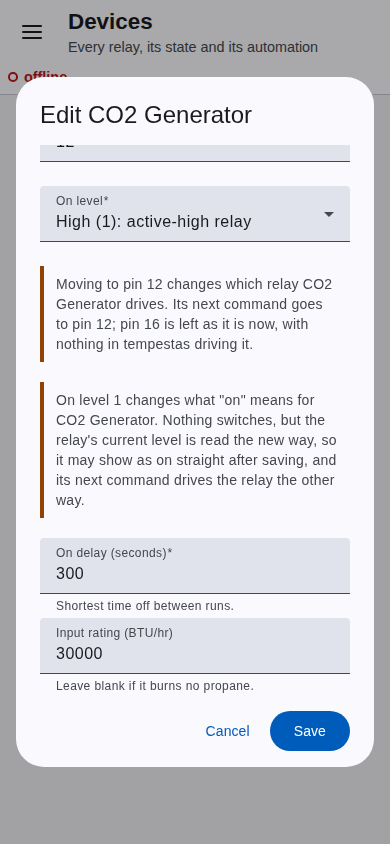 Devices
Every relay, its state and its automation
offline
Edit CO2 Generator
12
On level*
High (1): active-high relay
Moving to pin 12 changes which relay CO2
Generator drives. Its next command goes
to pin 12; pin 16 is left as it is now, with
nothing in tempestas driving it.
On level 1 changes what "on" means for
CO2 Generator. Nothing switches, but the
relay's current level is read the new way, so
it may show as on straight after saving, and
its next command drives the relay the other
way.
On delay (seconds)*
300
Shortest time off between runs.
Input rating (BTU/hr)
30000
Leave blank if it burns no propane.
Cancel
Save